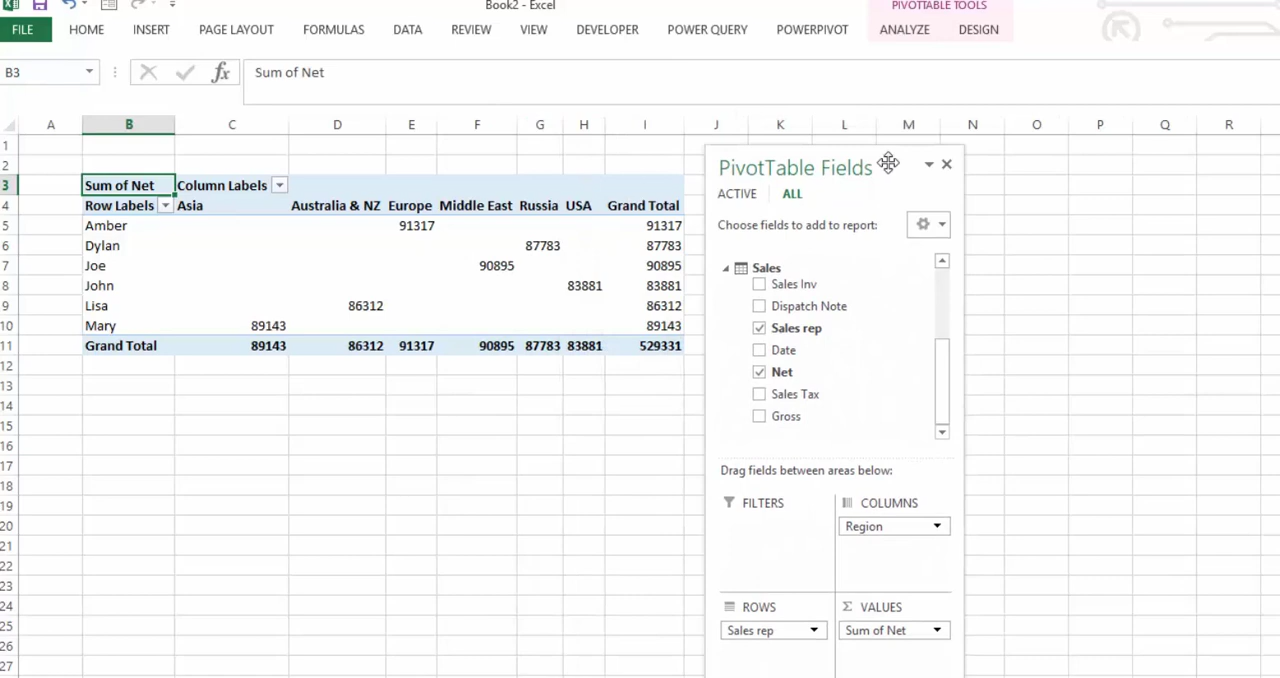 Book2 - Excel
PIVOTTABLE TOOLS
FILE HOME INSERT PAGE LAYOUT FORMULAS DATA REVIEW VIEW DEVELOPER POWER QUERY POWERPIVOT ANALYZE DESIGN
B3 fx Sum of Net
A B C D E F G H I J K L M N O P Q R
1
2
3 Sum of Net Column Labels
4 Row Labels Asia Australia & NZ Europe Middle East Russia USA Grand Total
5 Amber 91317 91317
6 Dylan 87783 87783
7 Joe 90895 90895
8 John 83881 83881
9 Lisa 86312 86312
10 Mary 89143 89143
11 Grand Total 89143 86312 91317 90895 87783 83881 529331
12
13
14
15
16
17
18
19
20
21
22
23
24
25
26
27
PivotTable Fields
ACTIVE ALL
Choose fields to add to report:
Sales
Sales Inv
Dispatch Note
Sales rep
Date
Net
Sales Tax
Gross
Drag fields between areas below:
FILTERS COLUMNS
Region
ROWS Σ VALUES
Sales rep Sum of Net